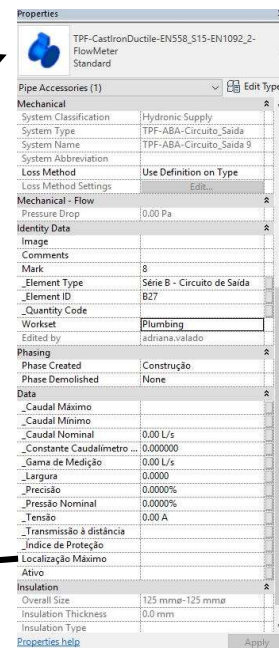 Properties
TPF-CastIronDuctile-EN558_S15-EN1092_2-
FlowMeter
Standard
Pipe Accessories (1) Edit Type
Mechanical
System Classification Hydronic Supply
System Type TPF-ABA-Circuito_Saida
System Name TPF-ABA-Circuito_Saida 9
System Abbreviation
Loss Method Use Definition on Type
Loss Method Settings Edit...
Mechanical - Flow
Pressure Drop 0.00 Pa
Identity Data
Image
Comments
Mark 8
_Element Type Série B - Circuito de Saída
_Element ID B27
_Quantity Code
Workset Plumbing
Edited by adriana.valado
Phasing
Phase Created Construção
Phase Demolished None
Data
_Caudal Máximo
_Caudal Mínimo
_Caudal Nominal 0.00 L/s
_Constante Caudalímetro ... 0.000000
_Gama de Medição 0.00 L/s
_Largura 0.0000
_Precisão 0.0000%
_Pressão Nominal 0.0000%
_Tensão 0.00 A
_Transmissão à distância
_Índice de Proteção
Localização Máximo
Ativo
Insulation
Overall Size 125 mmø-125 mmø
Insulation Thickness 0.0 mm
Insulation Type
Properties help Apply